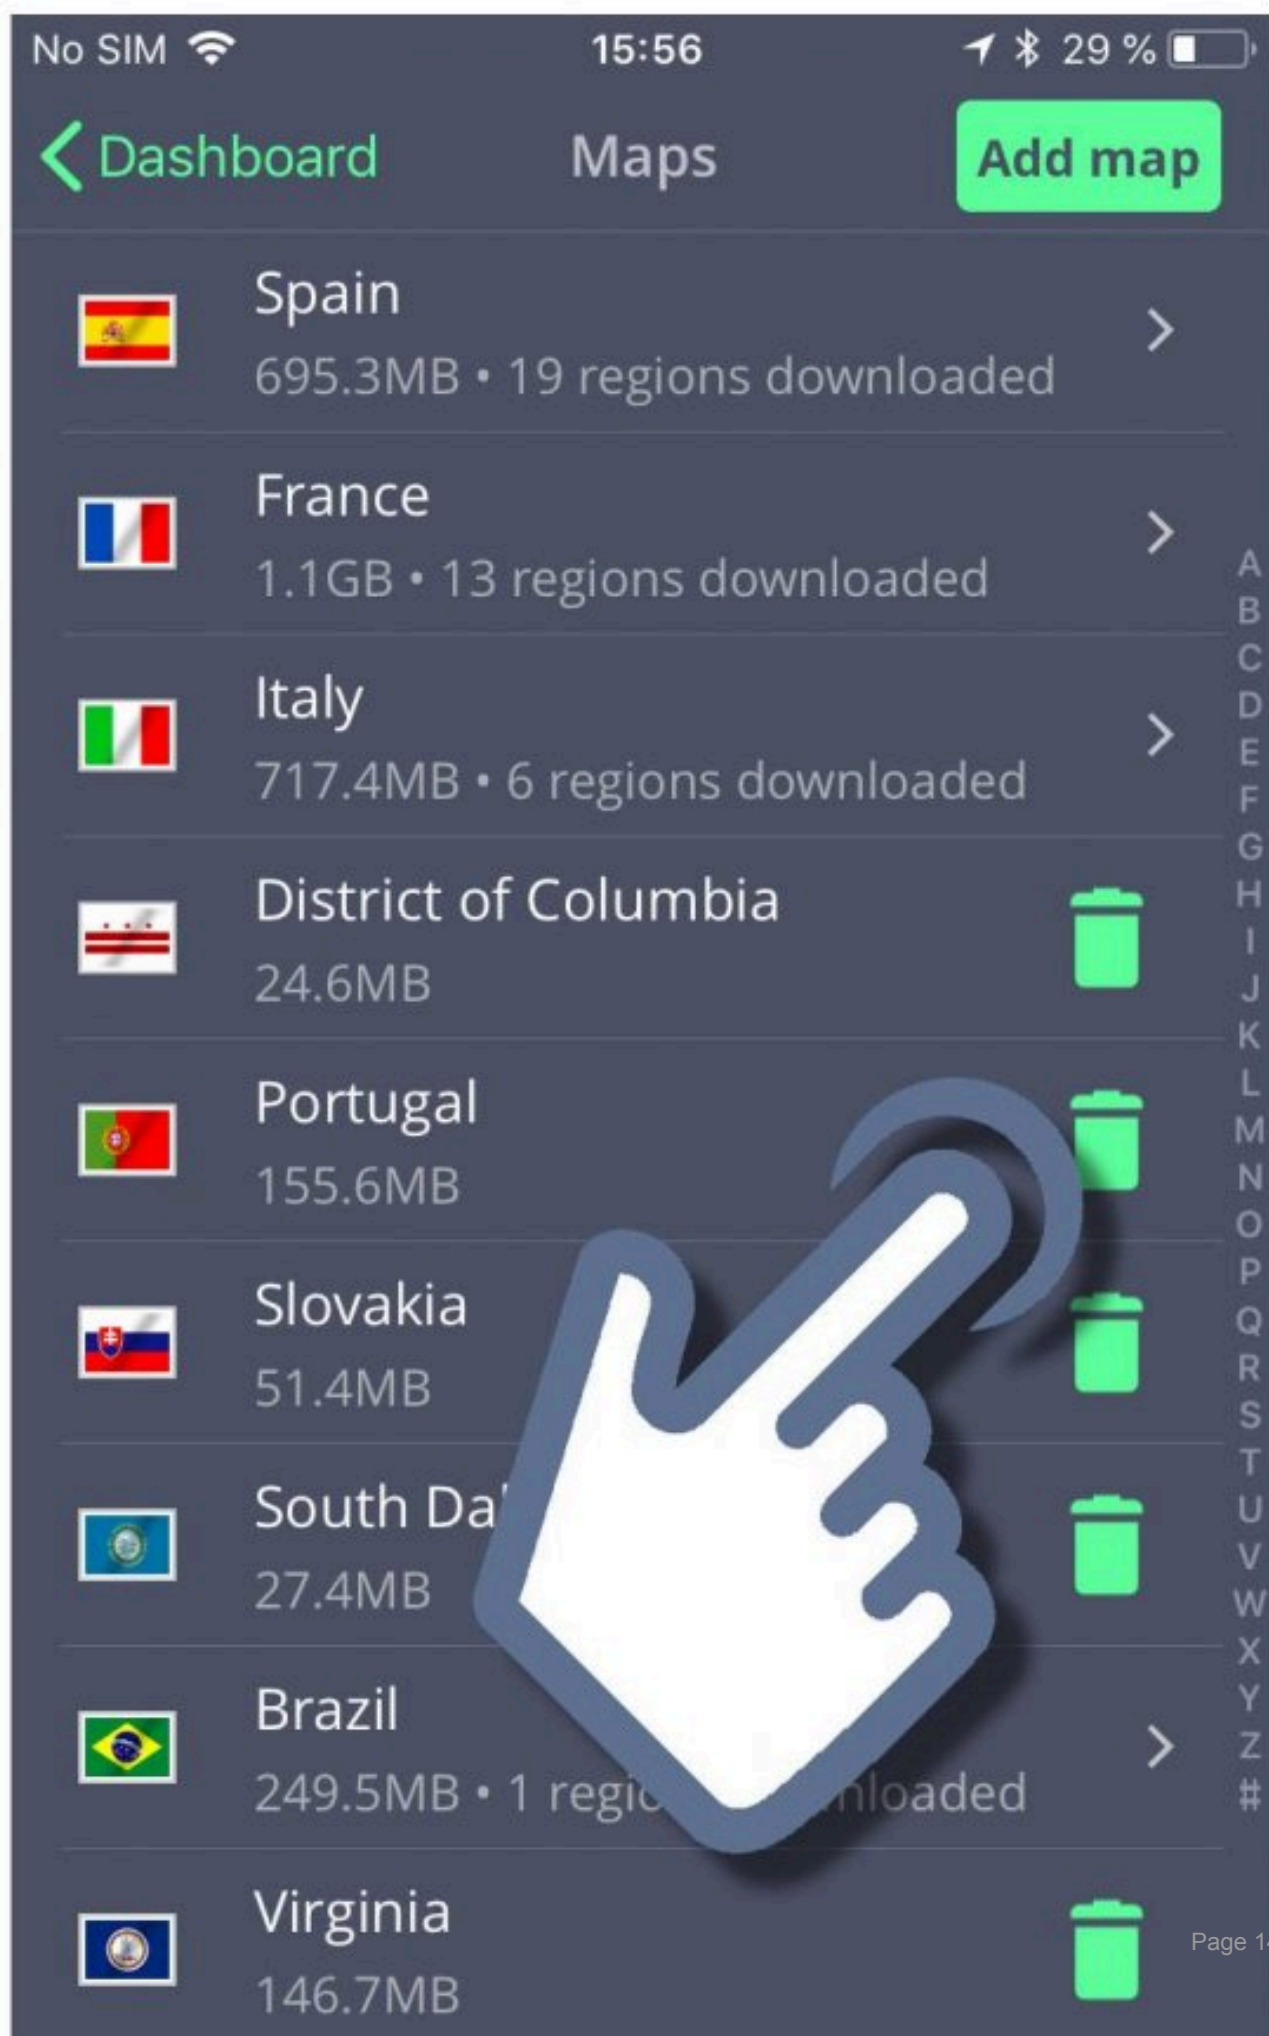 No SIM 15:56 29 %
Dashboard Maps Add map
Spain
695.3MB • 19 regions downloaded
France
1.1GB • 13 regions downloaded
Italy
717.4MB • 6 regions downloaded
District of Columbia
24.6MB
Portugal
155.6MB
Slovakia
51.4MB
South
27.4MB
Brazil
249.5MB • 1
Virginia
146.7MB
A
B
C
D
E
F
G
H
I
J
K
L
M
N
O
P
Q
R
S
T
U
V
W
X
Y
Z
#
Page